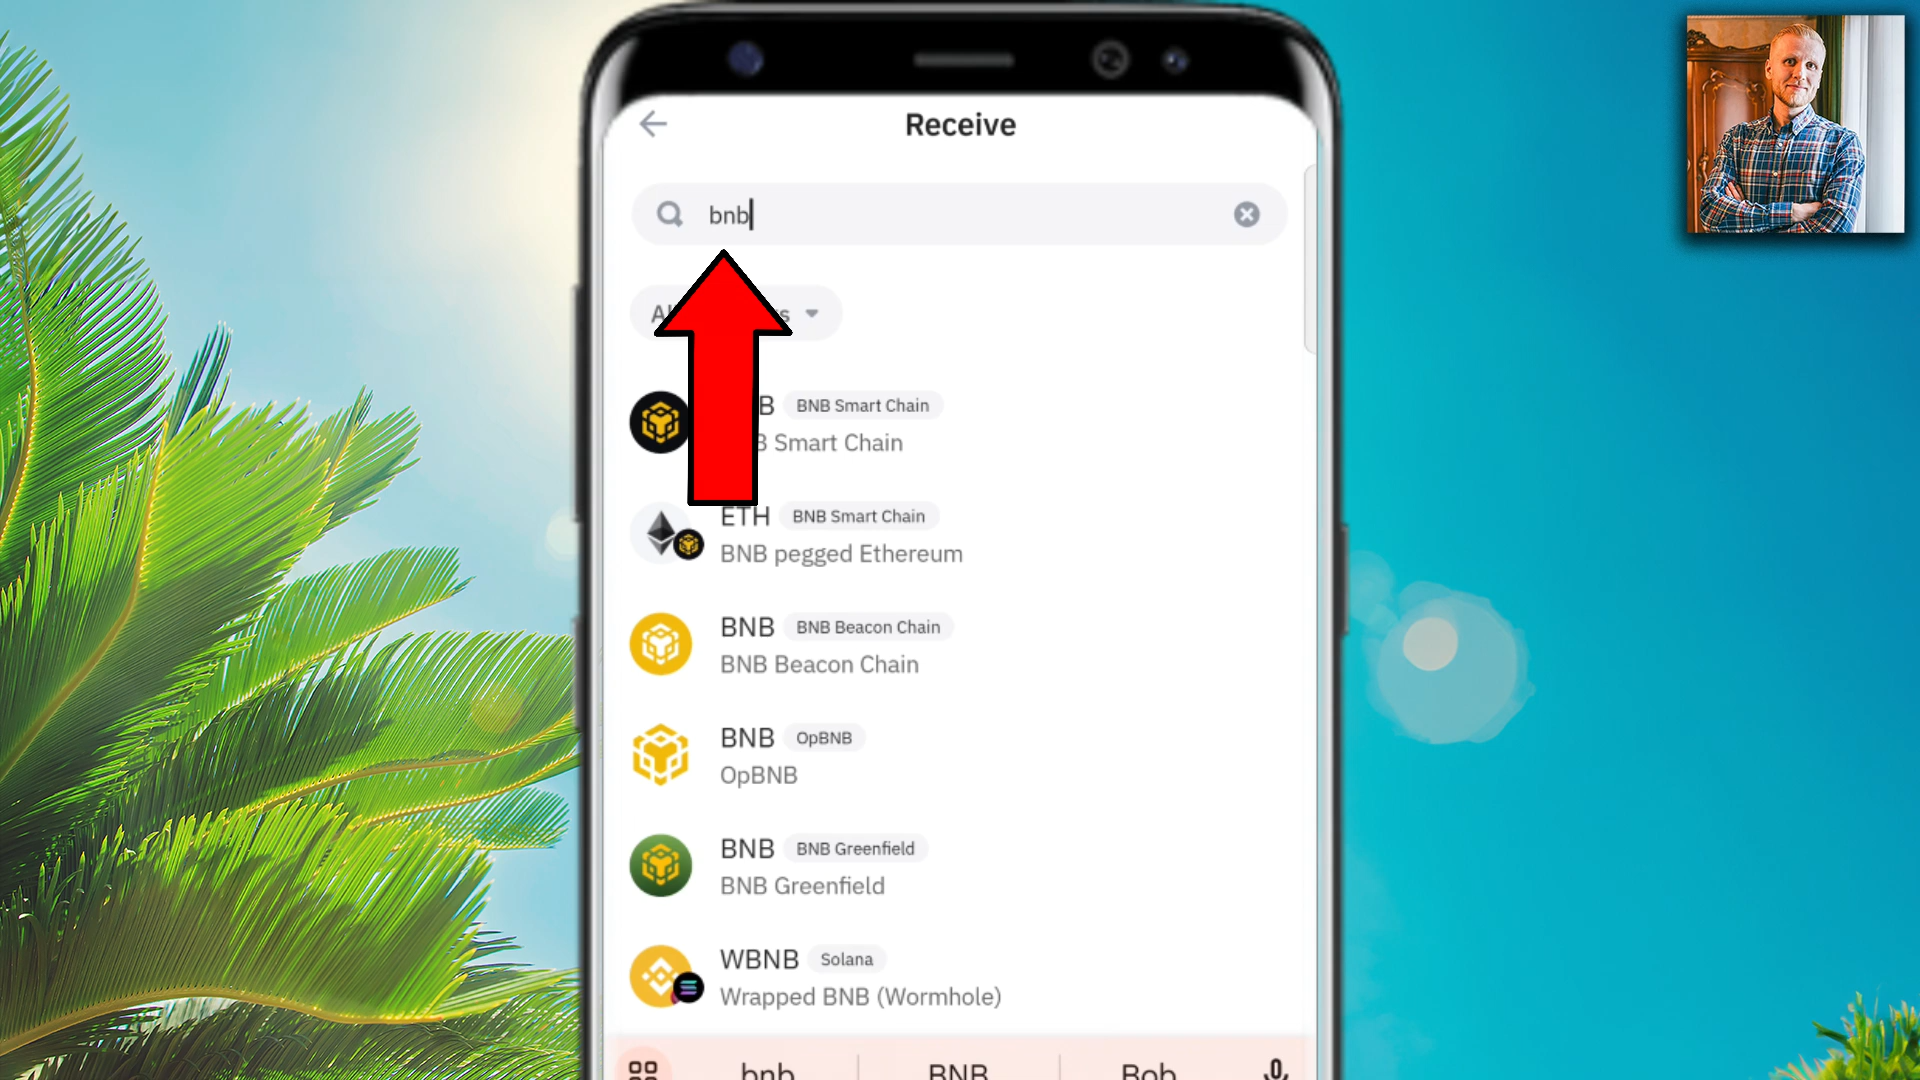 Receive
bnb
BNB Smart Chain
Smart Chain
ETH BNB Smart Chain
BNB pegged Ethereum
BNB BNB Beacon Chain
BNB Beacon Chain
BNB OpBNB
OpBNB
BNB BNB Greenfield
BNB Greenfield
WBNB Solana
Wrapped BNB (Wormhole)
bnb BNB Bob